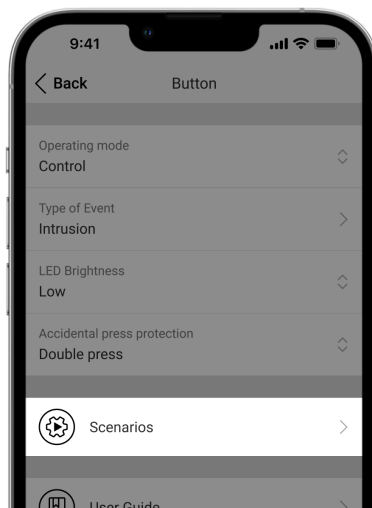 9:41
Back
Button
Operating mode
Control
Type of Event
Intrusion
LED Brightness
Low
Accidental press protection
Double press
Scenarios
User Guide